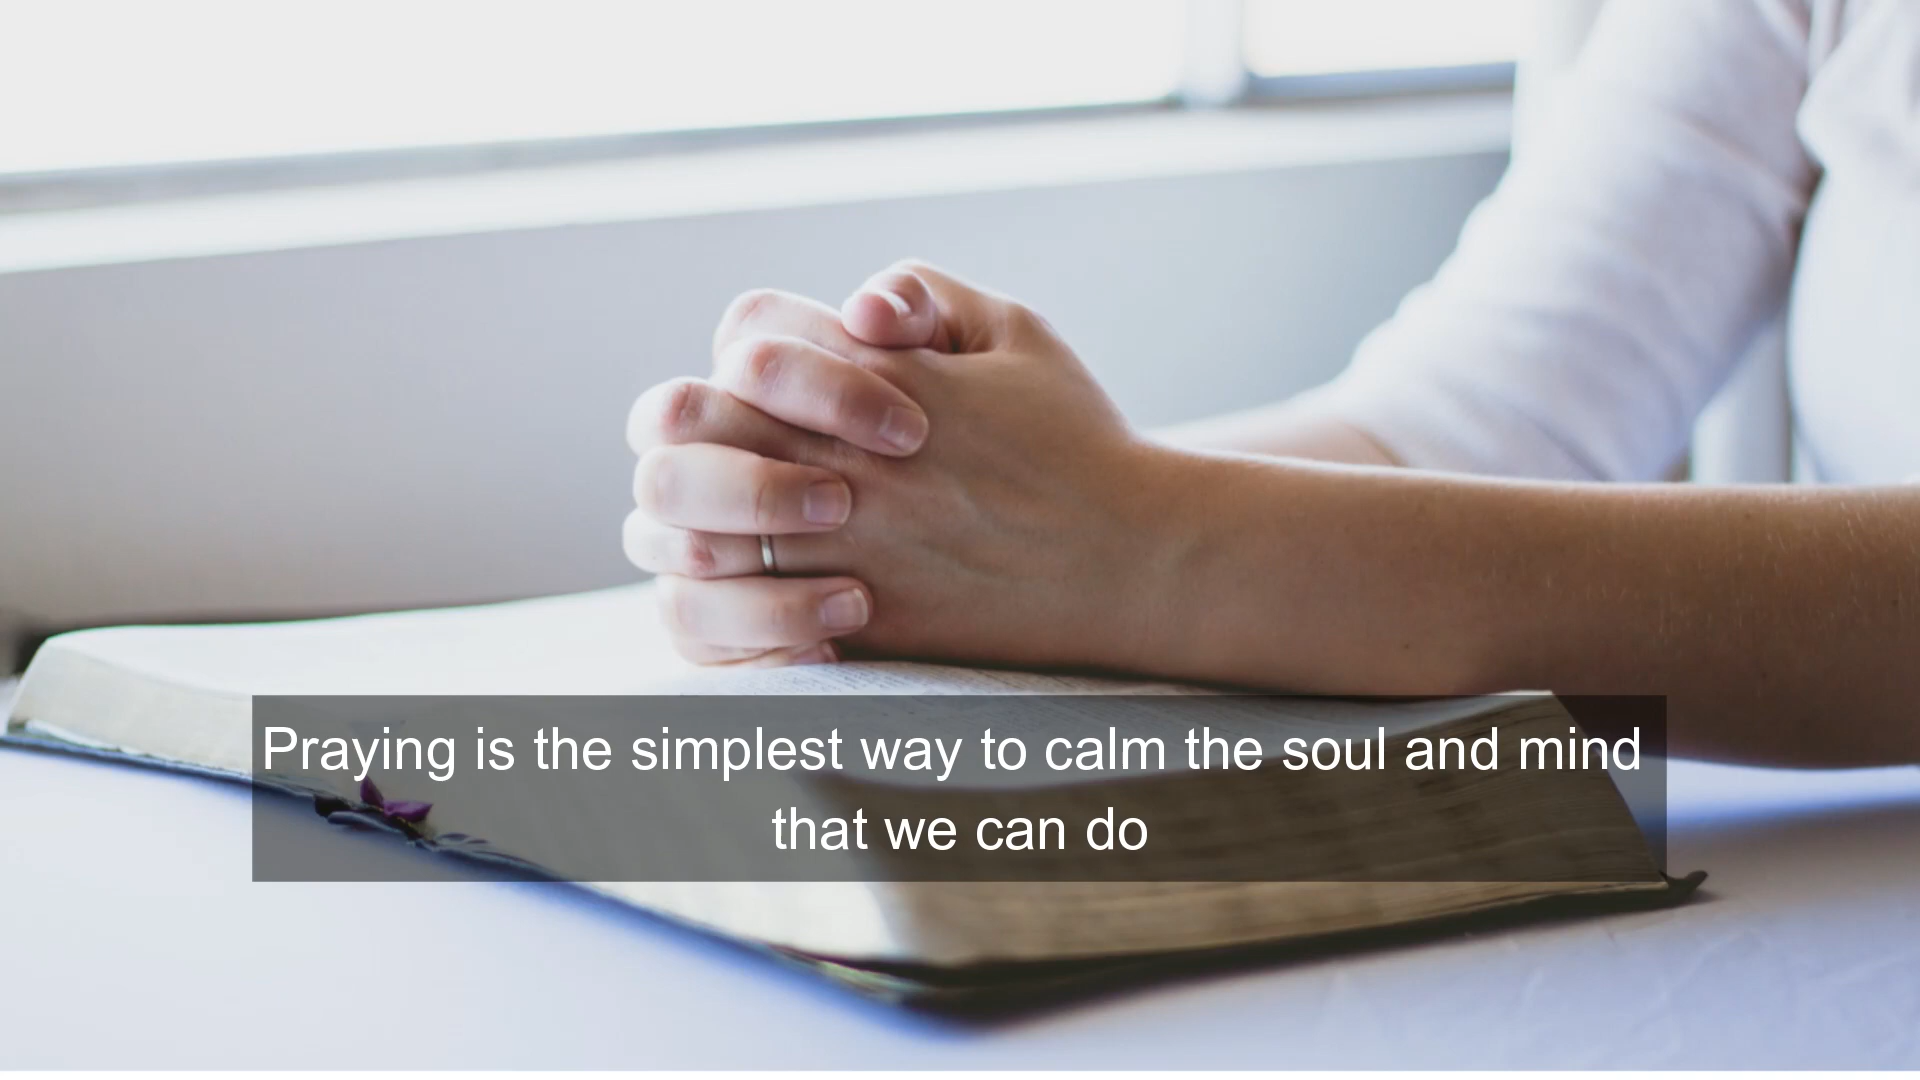 Praying is the simplest way to calm the soul and mind
that we can do